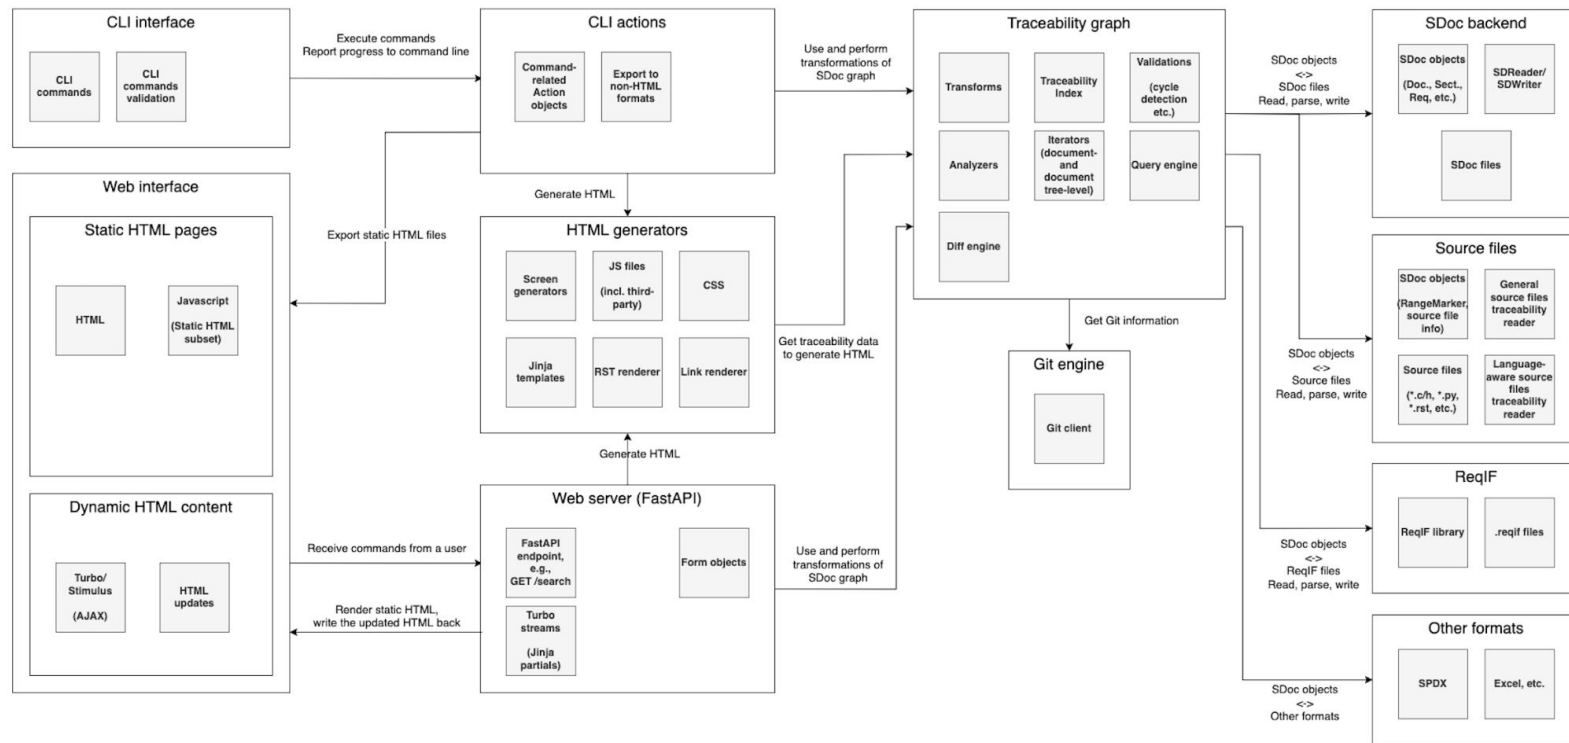 CLI interface
CLI
commands
CLI
commands
validation
Execute commands
Report progress to command line
CLI actions
Command-
related
Action
objects
Export to
non-HTML
formats
Use and perform
transformations of
SDoc graph
Traceability graph
Transforms
Traceability
Index
Validations
(cycle
detection
etc.)
Analyzers
Iterators
(document-
and
document
tree-level)
Query engine
Diff engine
SDoc objects
<->
SDoc files
Read, parse, write
SDoc backend
SDoc objects
(Doc., Sect.,
Req, etc.)
SDReader/
SDWriter
SDoc files
Web interface
Static HTML pages
HTML
Javascript
(Static HTML
subset)
Export static HTML files
Generate HTML
HTML generators
Screen
generators
JS files
(incl. third-
party)
CSS
Jinja
templates
RST renderer
Link renderer
Get traceability data
to generate HTML
Get Git information
Git engine
Git client
SDoc objects
<->
Source files
Read, parse, write
Source files
SDoc objects
(RangeMarker,
source file
info)
General
source files
traceability
reader
Source files
(*.c/h, *.py,
*.rst, etc.)
Language-
aware source
files
traceability
reader
Generate HTML
Dynamic HTML content
Turbo/
Stimulus
(AJAX)
HTML
updates
Receive commands from a user
Render static HTML,
write the updated HTML back
Web server (FastAPI)
FastAPI
endpoint,
e.g.,
GET /search
Form objects
Turbo
streams
(Jinja
partials)
Use and perform
transformations of
SDoc graph
SDoc objects
<->
ReqIF files
Read, parse, write
ReqIF
ReqIF library
.reqif files
SDoc objects
<->
Other formats
Other formats
SPDX
Excel, etc.